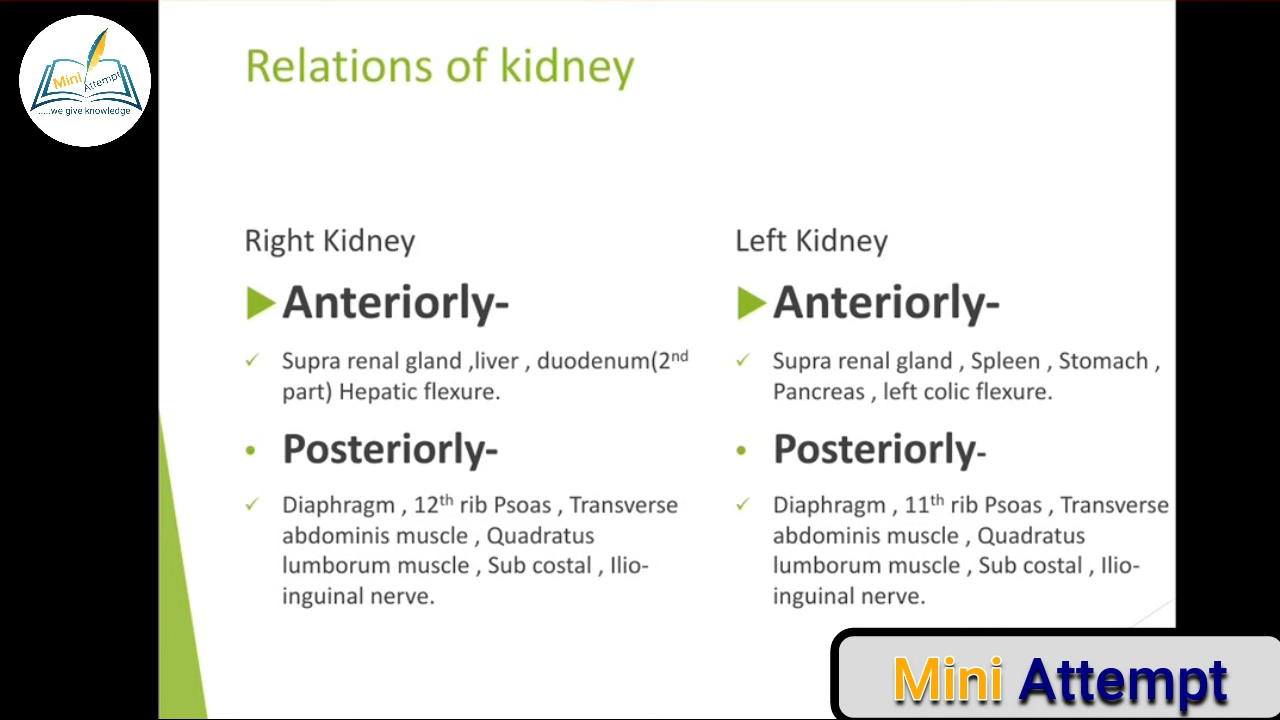 Mini
Attempt
.....we give knowledge
Relations of kidney
Right Kidney
Anteriorly-
Supra renal gland ,liver , duodenum(2nd
part) Hepatic flexure.
Posteriorly-
Diaphragm , 12th rib Psoas , Transverse
abdominis muscle , Quadratus
lumborum muscle , Sub costal , Ilio-
inguinal nerve.
Left Kidney
Anteriorly-
Supra renal gland , Spleen , Stomach ,
Pancreas , left colic flexure.
Posteriorly-
Diaphragm , 11th rib Psoas , Transverse
abdominis muscle , Quadratus
lumborum muscle , Sub costal , Ilio-
inguinal nerve.
Mini Attempt